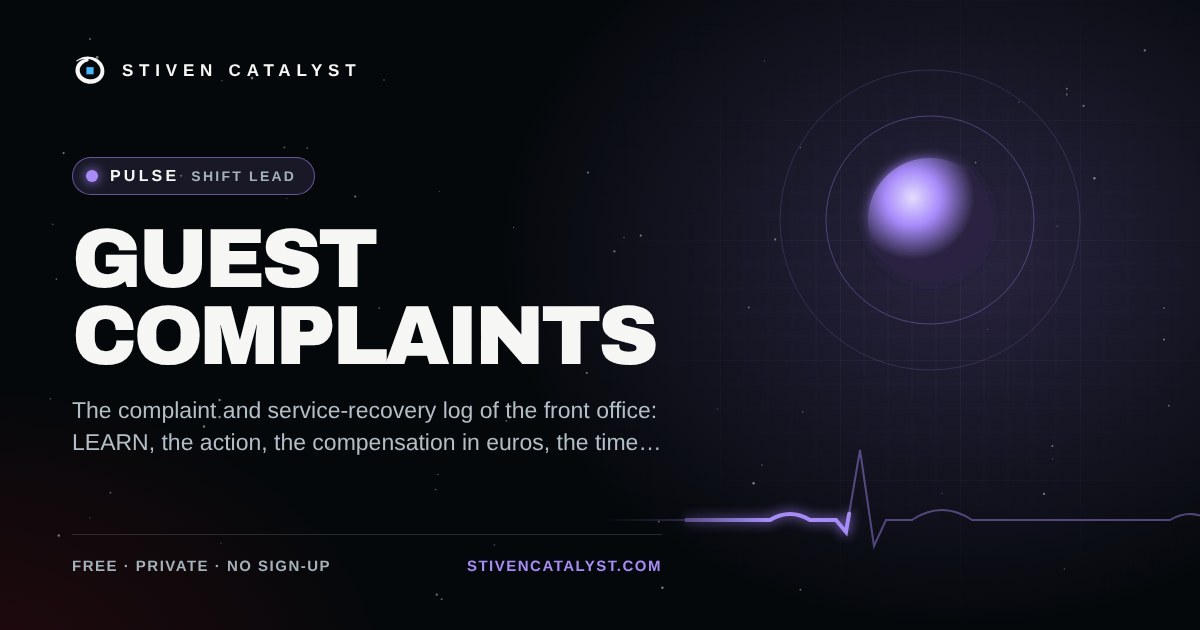 STIVEN CATALYST
PULSE · SHIFT LEAD
GUEST
COMPLAINTS
The complaint and service-recovery log of the front office:
LEARN, the action, the compensation in euros, the time…
FREE · PRIVATE · NO SIGN-UP
STIVENCATALYST.COM